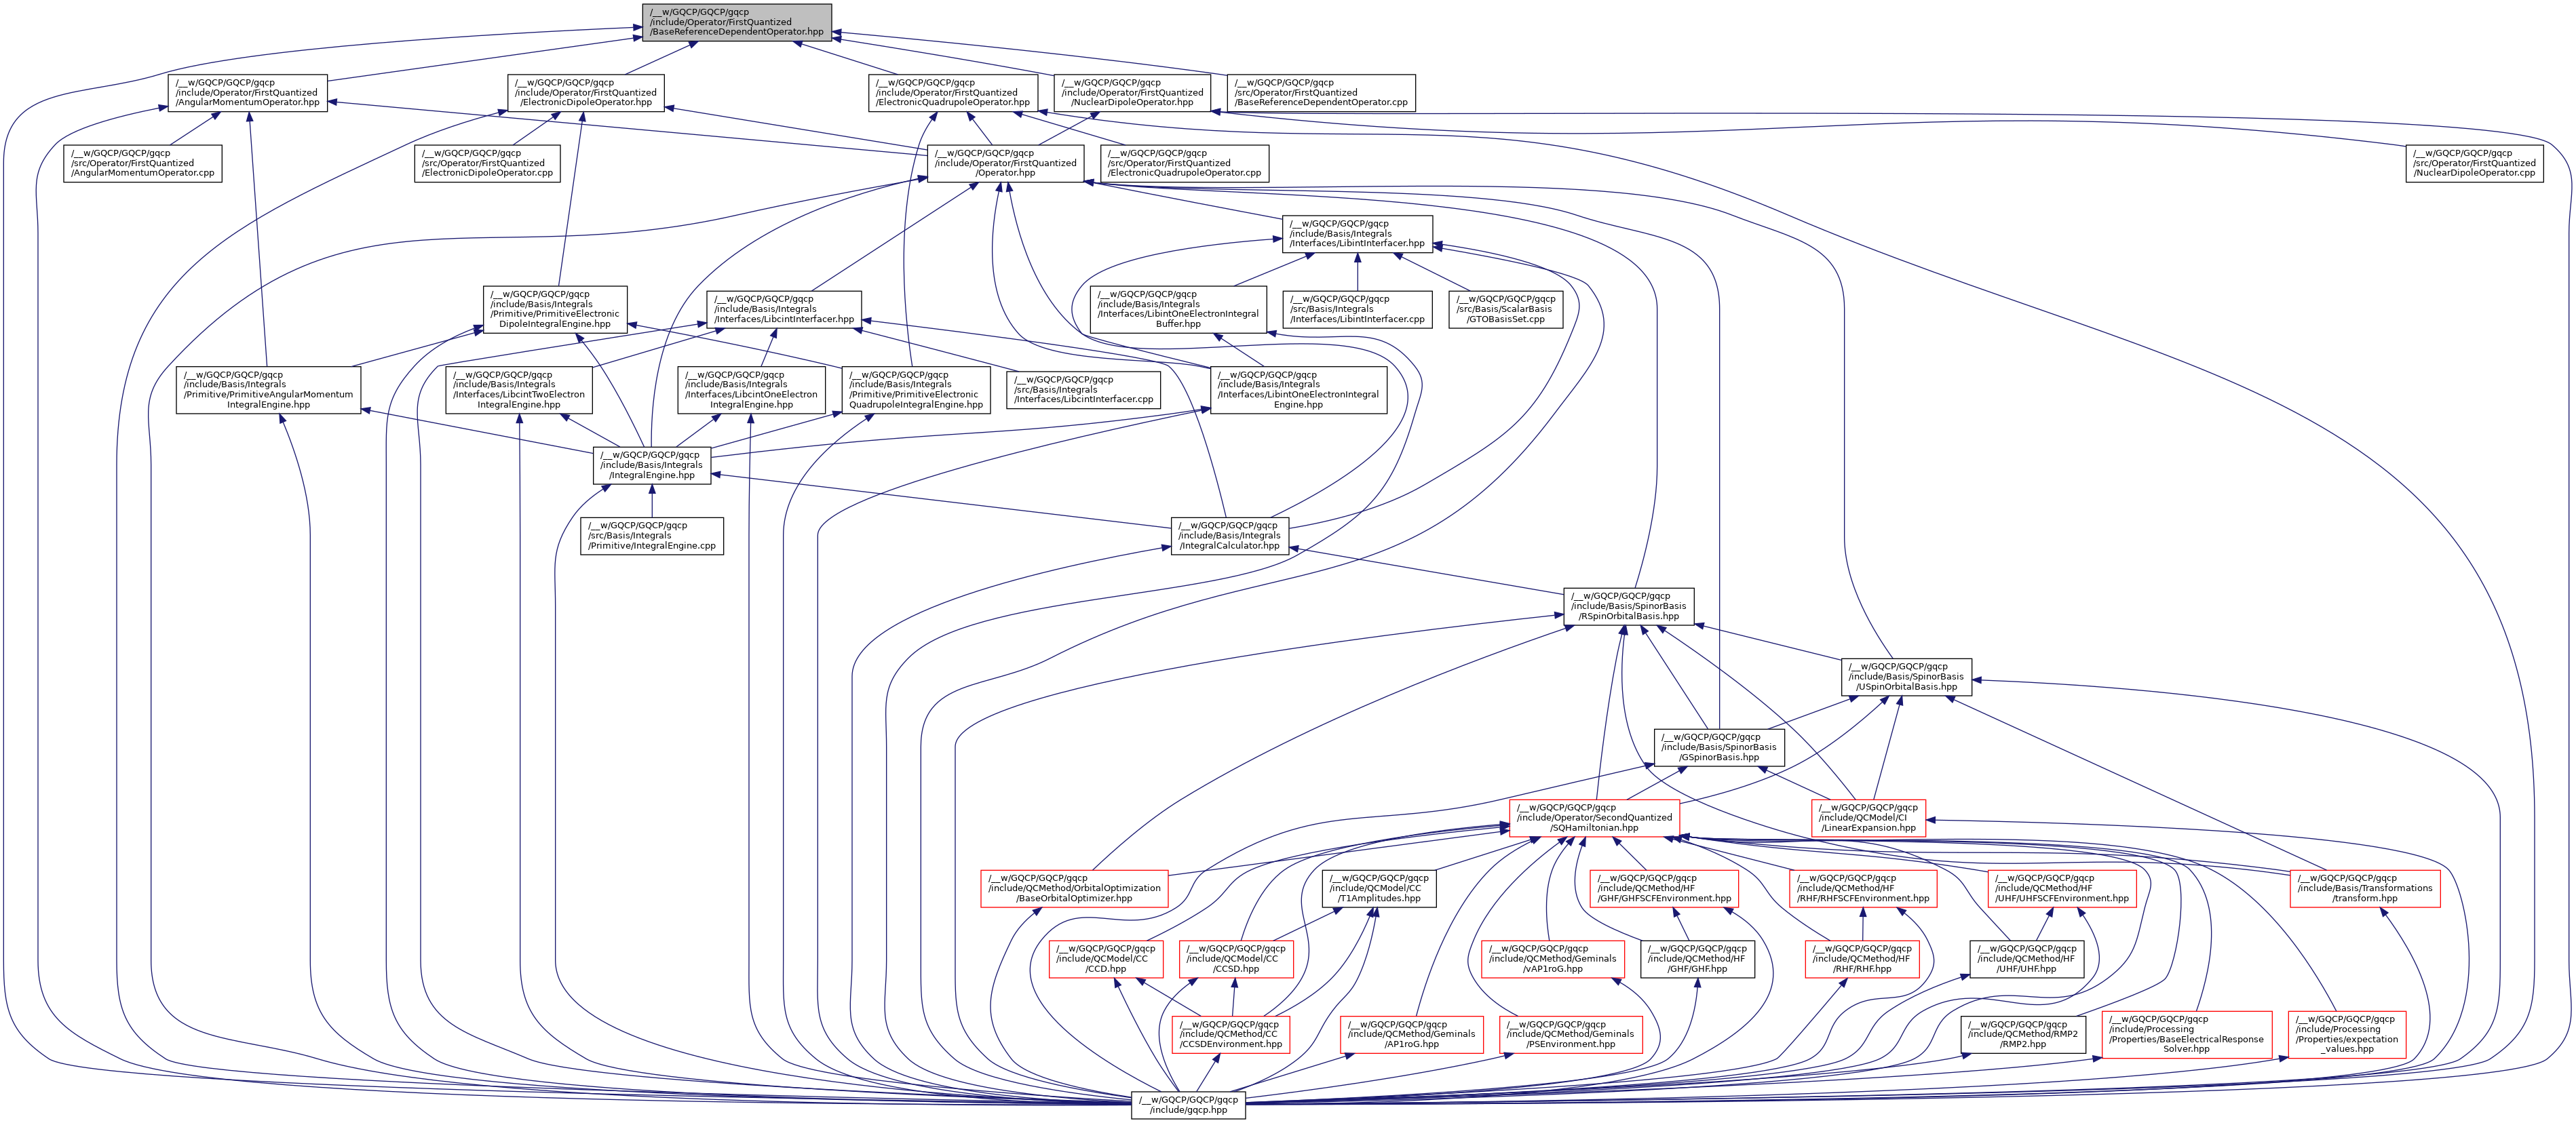 /__w/GQCP/GQCP/gqcp
/include/Operator/FirstQuantized
/BaseReferenceDependentOperator.hpp
/__w/GQCP/GQCP/gqcp
/include/Operator/FirstQuantized
/AngularMomentumOperator.hpp
/__w/GQCP/GQCP/gqcp
/include/Operator/FirstQuantized
/ElectronicDipoleOperator.hpp
/__w/GQCP/GQCP/gqcp
/include/Operator/FirstQuantized
/ElectronicQuadrupoleOperator.hpp
/__w/GQCP/GQCP/gqcp
/include/Operator/FirstQuantized
/NuclearDipoleOperator.hpp
/__w/GQCP/GQCP/gqcp
/src/Operator/FirstQuantized
/BaseReferenceDependentOperator.cpp
/__w/GQCP/GQCP/gqcp
/src/Operator/FirstQuantized
/AngularMomentumOperator.cpp
/__w/GQCP/GQCP/gqcp
/src/Operator/FirstQuantized
/ElectronicDipoleOperator.cpp
/__w/GQCP/GQCP/gqcp
/include/Operator/FirstQuantized
/Operator.hpp
/__w/GQCP/GQCP/gqcp
/src/Operator/FirstQuantized
/ElectronicQuadrupoleOperator.cpp
/__w/GQCP/GQCP/gqcp
/src/Operator/FirstQuantized
/NuclearDipoleOperator.cpp
/__w/GQCP/GQCP/gqcp
/include/Basis/Integrals
/Interfaces/LibintInterfacer.hpp
/__w/GQCP/GQCP/gqcp
/include/Basis/Integrals
/Primitive/PrimitiveElectronic
DipoleIntegralEngine.hpp
/__w/GQCP/GQCP/gqcp
/include/Basis/Integrals
/Interfaces/LibcintInterfacer.hpp
/__w/GQCP/GQCP/gqcp
/include/Basis/Integrals
/Interfaces/LibintOneElectronIntegral
Buffer.hpp
/__w/GQCP/GQCP/gqcp
/src/Basis/Integrals
/Interfaces/LibintInterfacer.cpp
/__w/GQCP/GQCP/gqcp
/src/Basis/ScalarBasis
/GTOBasisSet.cpp
/__w/GQCP/GQCP/gqcp
/include/Basis/Integrals
/Primitive/PrimitiveAngularMomentum
IntegralEngine.hpp
/__w/GQCP/GQCP/gqcp
/include/Basis/Integrals
/Interfaces/LibcintTwoElectron
IntegralEngine.hpp
/__w/GQCP/GQCP/gqcp
/include/Basis/Integrals
/Interfaces/LibcintOneElectron
IntegralEngine.hpp
/__w/GQCP/GQCP/gqcp
/include/Basis/Integrals
/Primitive/PrimitiveElectronic
QuadrupoleIntegralEngine.hpp
/__w/GQCP/GQCP/gqcp
/src/Basis/Integrals
/Interfaces/LibcintInterfacer.cpp
/__w/GQCP/GQCP/gqcp
/include/Basis/Integrals
/Interfaces/LibintOneElectronIntegral
Engine.hpp
/__w/GQCP/GQCP/gqcp
/include/Basis/Integrals
/IntegralEngine.hpp
/__w/GQCP/GQCP/gqcp
/src/Basis/Integrals
/Primitive/IntegralEngine.cpp
/__w/GQCP/GQCP/gqcp
/include/Basis/Integrals
/IntegralCalculator.hpp
/__w/GQCP/GQCP/gqcp
/include/Basis/SpinorBasis
/RSpinOrbitalBasis.hpp
/__w/GQCP/GQCP/gqcp
/include/Basis/SpinorBasis
/USpinOrbitalBasis.hpp
/__w/GQCP/GQCP/gqcp
/include/Basis/SpinorBasis
/GSpinorBasis.hpp
/__w/GQCP/GQCP/gqcp
/include/Operator/SecondQuantized
/SQHamiltonian.hpp
/__w/GQCP/GQCP/gqcp
/include/QCModel/CI
/LinearExpansion.hpp
/__w/GQCP/GQCP/gqcp
/include/QCMethod/OrbitalOptimization
/BaseOrbitalOptimizer.hpp
/__w/GQCP/GQCP/gqcp
/include/QCModel/CC
/T1Amplitudes.hpp
/__w/GQCP/GQCP/gqcp
/include/QCMethod/HF
/GHF/GHFSCFEnvironment.hpp
/__w/GQCP/GQCP/gqcp
/include/QCMethod/HF
/RHF/RHFSCFEnvironment.hpp
/__w/GQCP/GQCP/gqcp
/include/QCMethod/HF
/UHF/UHFSCFEnvironment.hpp
/__w/GQCP/GQCP/gqcp
/include/Basis/Transformations
/transform.hpp
/__w/GQCP/GQCP/gqcp
/include/QCModel/CC
/CCD.hpp
/__w/GQCP/GQCP/gqcp
/include/QCModel/CC
/CCSD.hpp
/__w/GQCP/GQCP/gqcp
/include/QCMethod/Geminals
/vAP1roG.hpp
/__w/GQCP/GQCP/gqcp
/include/QCMethod/HF
/GHF/GHF.hpp
/__w/GQCP/GQCP/gqcp
/include/QCMethod/HF
/RHF/RHF.hpp
/__w/GQCP/GQCP/gqcp
/include/QCMethod/HF
/UHF/UHF.hpp
/__w/GQCP/GQCP/gqcp
/include/QCMethod/CC
/CCSDEnvironment.hpp
/__w/GQCP/GQCP/gqcp
/include/QCMethod/Geminals
/AP1roG.hpp
/__w/GQCP/GQCP/gqcp
/include/QCMethod/Geminals
/PSEnvironment.hpp
/__w/GQCP/GQCP/gqcp
/include/QCMethod/RMP2
/RMP2.hpp
/__w/GQCP/GQCP/gqcp
/include/Processing
/Properties/BaseElectricalResponse
Solver.hpp
/__w/GQCP/GQCP/gqcp
/include/Processing
/Properties/expectation
_values.hpp
/__w/GQCP/GQCP/gqcp
/include/gqcp.hpp